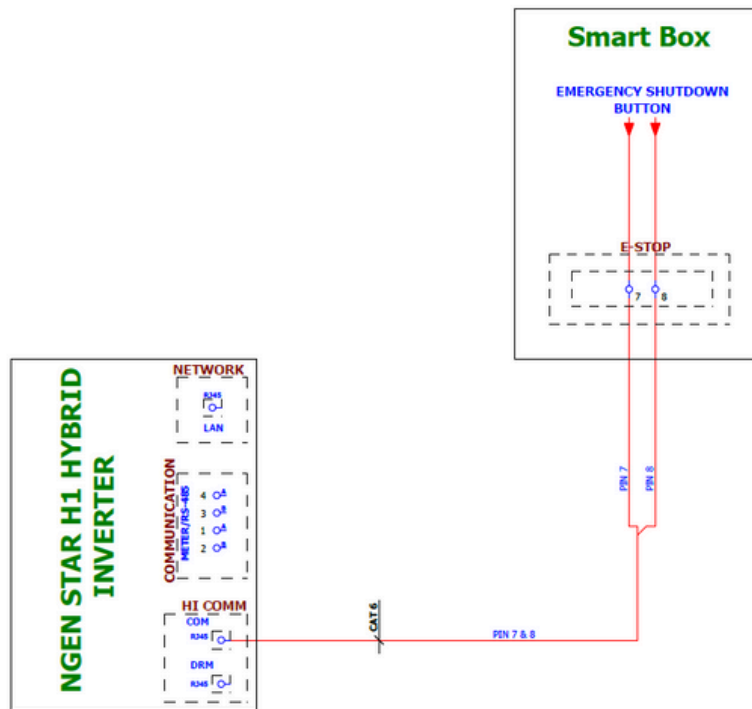 Smart Box
EMERGENCY SHUTDOWN
BUTTON
E-STOP
7 8
PIN 7
PIN 8
NGEN STAR H1 HYBRID
INVERTER
NETWORK
RJ45
LAN
COMMUNICATION
METER/RS-485
4 A
3 B
1 A
2 B
HI COMM
COM
RJ45
DRM
RJ45
CAT 6
PIN 7 & 8